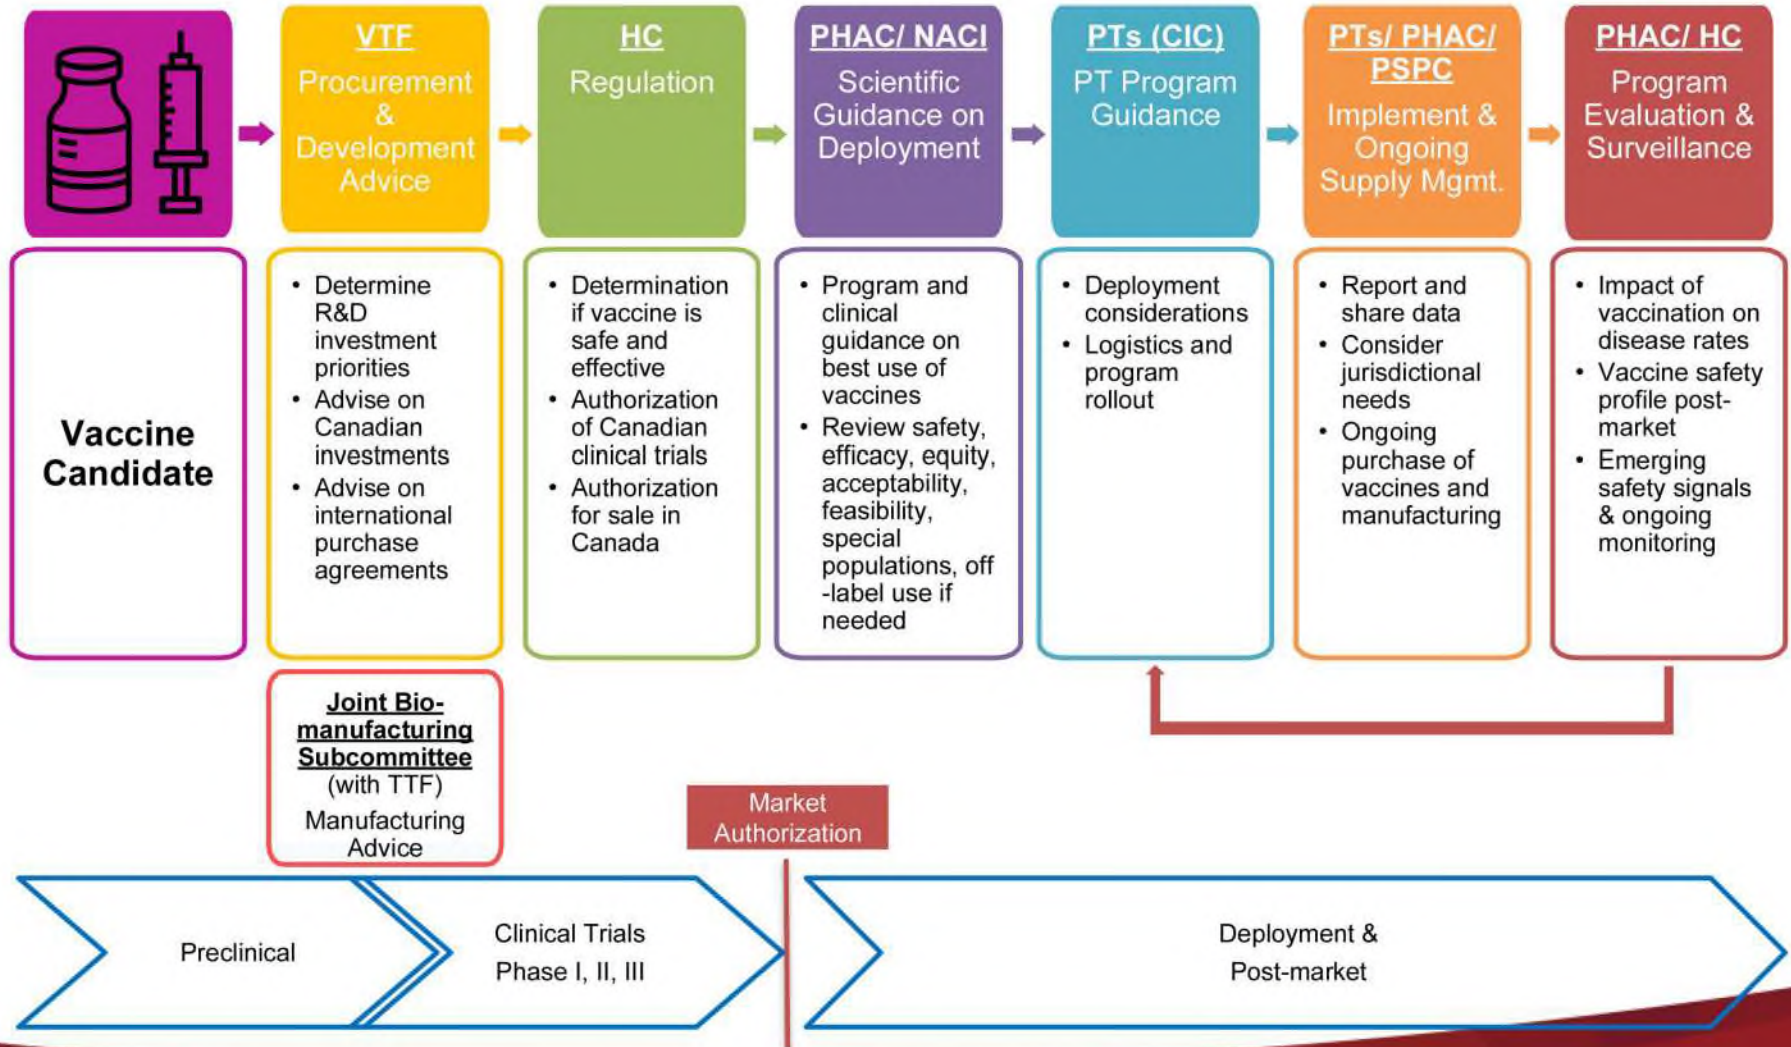 VTF
Procurement
&
Development
Advice
HC
Regulation
PHAC/ NACI
Scientific
Guidance on
Deployment
PTs (CIC)
PT Program
Guidance
PTs/ PHAC/
PSPC
Implement &
Ongoing
Supply Mgmt.
PHAC/ HC
Program
Evaluation &
Surveillance
Vaccine
Candidate
• Determine
R&D
investment
priorities
• Advise on
Canadian
investments
• Advise on
international
purchase
agreements
• Determination
if vaccine is
safe and
effective
• Authorization
of Canadian
clinical trials
• Authorization
for sale in
Canada
• Program and
clinical
guidance on
best use of
vaccines
• Review safety,
efficacy, equity,
acceptability,
feasibility,
special
populations, off
-label use if
needed
• Deployment
considerations
• Logistics and
program
rollout
• Report and
share data
• Consider
jurisdictional
needs
• Ongoing
purchase of
vaccines and
manufacturing
• Impact of
vaccination on
disease rates
• Vaccine safety
profile post-
market
• Emerging
safety signals
& ongoing
monitoring
Joint Bio-
manufacturing
Subcommittee
(with TTF)
Manufacturing
Advice
Market
Authorization
Preclinical
Clinical Trials
Phase I, II, III
Deployment &
Post-market